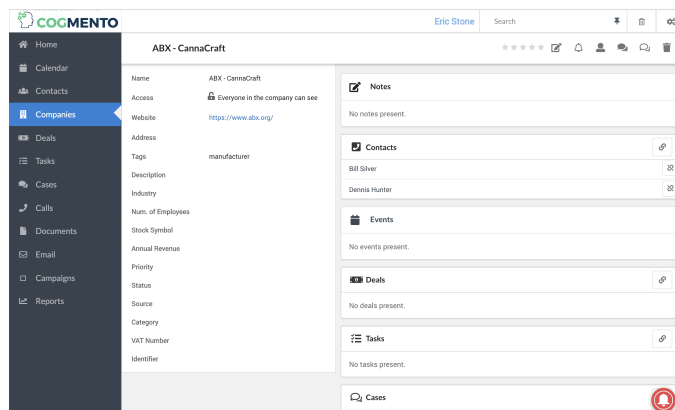 COGMENTO
Eric Stone
Search
Home
Calendar
Contacts
Companies
Deals
Tasks
Cases
Calls
Documents
Email
Campaigns
Reports
ABX - CannaCraft
Name ABX - CannaCraft
Access Everyone in the company can see
Website https://www.abx.org/
Address
Tags manufacturer
Description
Industry
Num. of Employees
Stock Symbol
Annual Revenue
Priority
Status
Source
Category
VAT Number
Identifier
Notes
No notes present.
Contacts
Bill Silver
Dennis Hunter
Events
No events present.
Deals
No deals present.
Tasks
No tasks present.
Cases